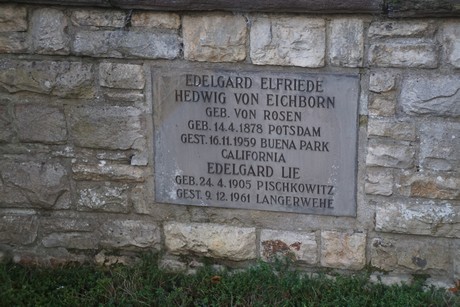 EDELGARD ELFRIEDE
HEDWIG VON EICHBORN
GEB. VON ROSEN
GEB. 14.4.1878 POTSDAM
GEST. 16.11.1959 BUENA PARK
CALIFORNIA
EDELGARD LIE
GEB. 24.4.1905 PISCHKOWITZ
GEST. 9.12.1961 LANGERWEHE